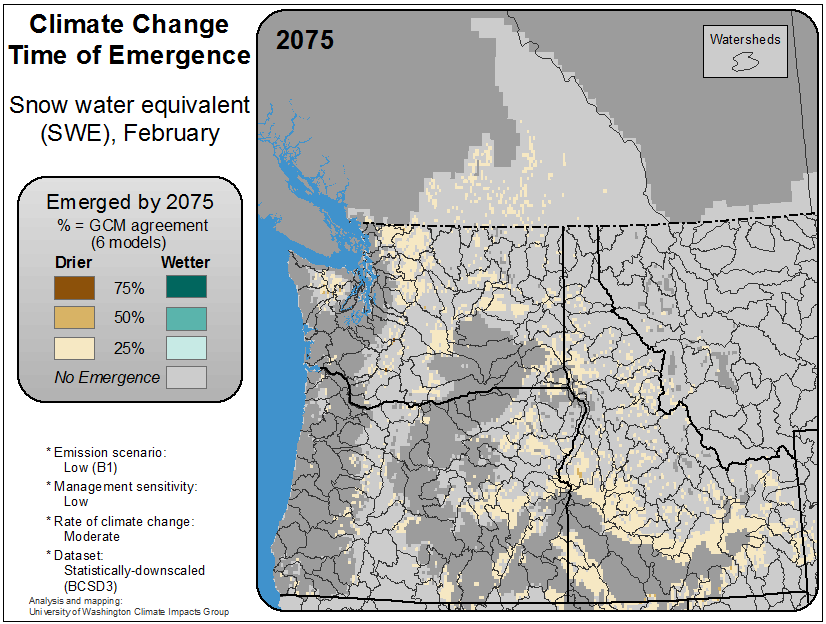 Climate Change
Time of Emergence
Snow water equivalent
(SWE), February
Emerged by 2075
% = GCM agreement
(6 models)
Drier Wetter
75%
50%
25%
No Emergence
* Emission scenario:
Low (B1)
* Management sensitivity:
Low
* Rate of climate change:
Moderate
* Dataset:
Statistically-downscaled
(BCSD3)
Analysis and mapping:
University of Washington Climate Impacts Group
2075
Watersheds